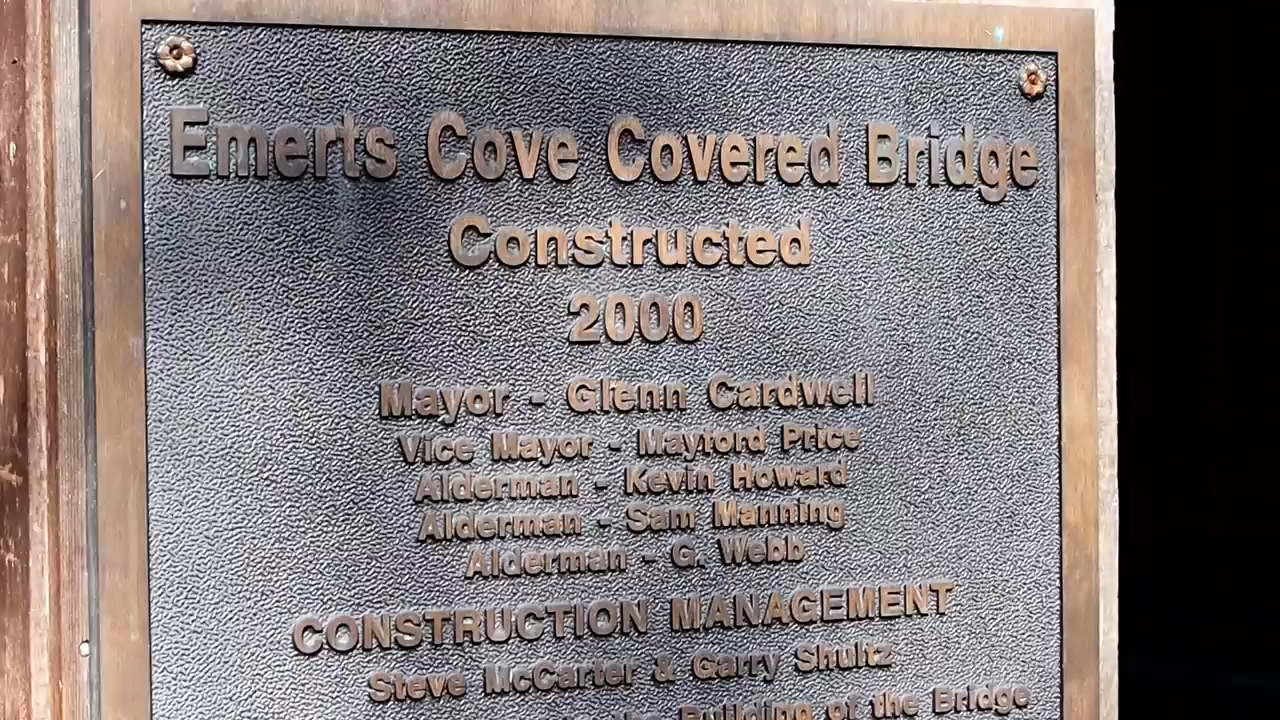 Emerts Cove Covered Bridge
Constructed
2000
Mayor - Glenn Cardwell
Vice Mayor - Mayford Price
Alderman - Kevin Howard
Alderman - Sam Manning
Alderman - G. Webb
CONSTRUCTION MANAGEMENT
Steve McCarter & Garry Shultz
the Building of the Bridge